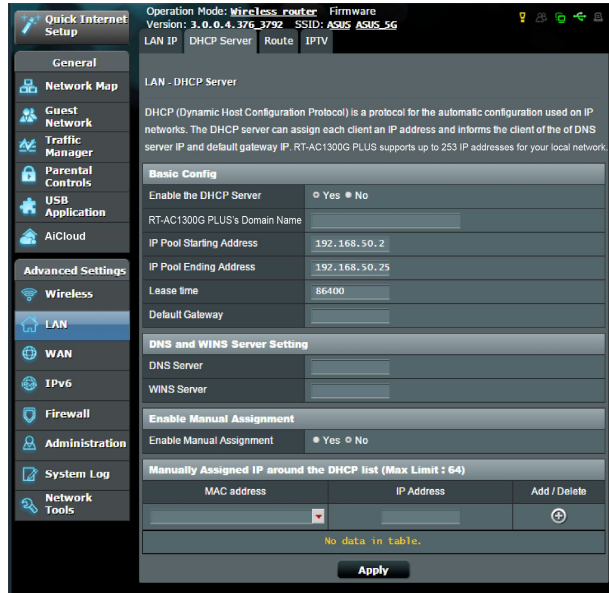 Quick Internet
Setup
General
Network Map
Guest
Network
Traffic
Manager
Parental
Controls
USB
Application
AiCloud
Advanced Settings
Wireless
LAN
WAN
IPv6
Firewall
Administration
System Log
Network
Tools
Operation Mode: Wireless router Firmware
Version: 3.0.0.4.376_3792 SSID: ASUS ASUS_5G
LAN IP DHCP Server Route IPTV
LAN - DHCP Server
DHCP (Dynamic Host Configuration Protocol) is a protocol for the automatic configuration used on IP
networks. The DHCP server can assign each client an IP address and informs the client of the of DNS
server IP and default gateway IP. RT-AC1300G PLUS supports up to 253 IP addresses for your local network.
Basic Config
Enable the DHCP Server Yes No
RT-AC1300G PLUS's Domain Name
IP Pool Starting Address 192.168.50.2
IP Pool Ending Address 192.168.50.25
Lease time 86400
Default Gateway
DNS and WINS Server Setting
DNS Server
WINS Server
Enable Manual Assignment
Enable Manual Assignment Yes No
Manually Assigned IP around the DHCP list (Max Limit : 64)
MAC address IP Address Add / Delete
No data in table.
Apply